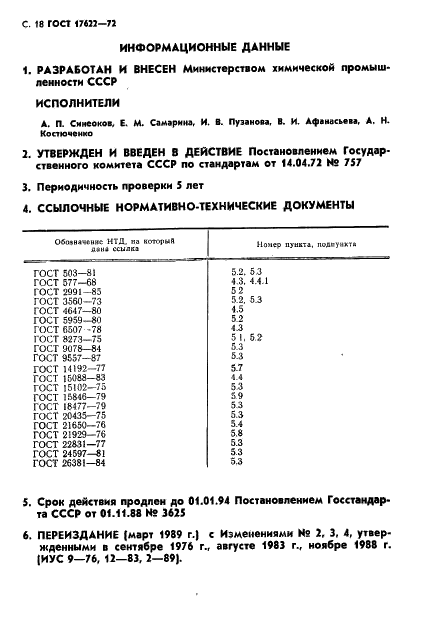 С. 18 ГОСТ 17622—72
ИНФОРМАЦИОННЫЕ ДАННЫЕ
1. РАЗРАБОТАН И ВНЕСЕН Министерством химической промыш-
ленности СССР
ИСПОЛНИТЕЛИ
А. П. Синеоков, Е. М. Самарина, И. В. Пузанова, В. И. Афанасьева, А. Н.
Костюченко
2. УТВЕРЖДЕН И ВВЕДЕН В ДЕЙСТВИЕ Постановлением Государ-
ственного комитета СССР по стандартам от 14.04.72 № 757
3. Периодичность проверки 5 лет
4. ССЫЛОЧНЫЕ НОРМАТИВНО-ТЕХНИЧЕСКИЕ ДОКУМЕНТЫ
Обозначение НТД, на который
дана ссылка
Номер пункта, подпункта
ГОСТ 503—81 5.2, 5.3
ГОСТ 577—68 4.3, 4.4.1
ГОСТ 2991—85 5 2
ГОСТ 3560—73 5.2, 5.3
ГОСТ 4647—80 4.5
ГОСТ 5959—80 5.2
ГОСТ 6507—78 4.3
ГОСТ 8273—75 5 1, 5.2
ГОСТ 9078—84 5.3
ГОСТ 9557—87 5.3
ГОСТ 14192—77 5.7
ГОСТ 15088—83 4.4
ГОСТ 15102—75 5.3
ГОСТ 15846—79 5.9
ГОСТ 18477—79 5.3
ГОСТ 20435—75 5.3
ГОСТ 21650—76 5.4
ГОСТ 21929—76 5.8
ГОСТ 22831—77 5.3
ГОСТ 24597—81 5.3
ГОСТ 26381—84 5.3
5. Срок действия продлен до 01.01.94 Постановлением Госстандар-
та СССР от 01.11.88 № 3625
6. ПЕРЕИЗДАНИЕ (март 1989 г.) с Изменениями № 2, 3, 4, утвер-
жденными в сентябре 1976 г., августе 1983 г., ноябре 1988 г.
(ИУС 9—76, 12—83, 2—89).